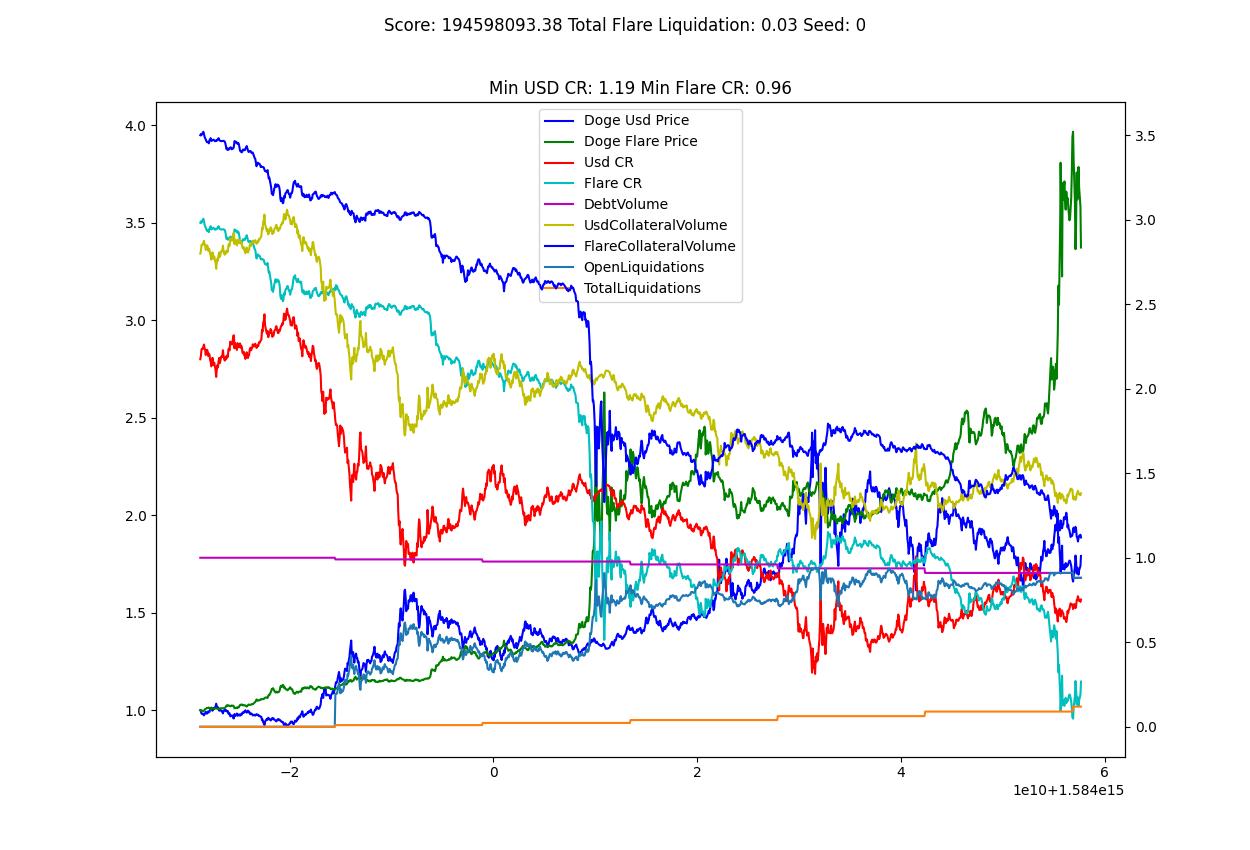 Score: 194598093.38 Total Flare Liquidation: 0.03 Seed: 0
Min USD CR: 1.19 Min Flare CR: 0.96
Doge Usd Price
Doge Flare Price
Usd CR
Flare CR
DebtVolume
UsdCollateralVolume
FlareCollateralVolume
OpenLiquidations
TotalLiquidations
4.0
3.5
3.0
2.5
2.0
1.5
1.0
3.5
3.0
2.5
2.0
1.5
1.0
0.5
0.0
−2
0
2
4
6
1e10+1.584e15